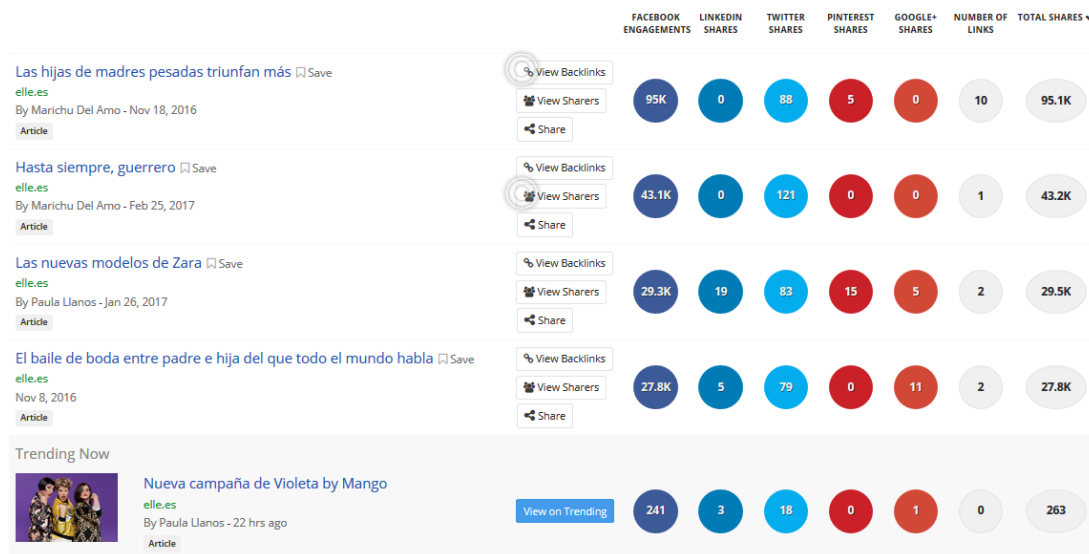 FACEBOOK ENGAGEMENTS LINKEDIN SHARES TWITTER SHARES PINTEREST SHARES GOOGLE+ SHARES NUMBER OF LINKS TOTAL SHARES
Las hijas de madres pesadas triunfan más Save
elle.es
By Marichu Del Amo - Nov 18, 2016
Article
View Backlinks
View Sharers
Share
95K 0 88 5 0 10 95.1K
Hasta siempre, guerrero Save
elle.es
By Marichu Del Amo - Feb 25, 2017
Article
View Backlinks
View Sharers
Share
43.1K 0 121 0 0 1 43.2K
Las nuevas modelos de Zara Save
elle.es
By Paula Llanos - Jan 26, 2017
Article
View Backlinks
View Sharers
Share
29.3K 19 83 15 5 2 29.5K
El baile de boda entre padre e hija del que todo el mundo habla Save
elle.es
Nov 8, 2016
Article
View Backlinks
View Sharers
Share
27.8K 5 79 0 11 2 27.8K
Trending Now
Nueva campaña de Violeta by Mango
elle.es
By Paula Llanos - 22 hrs ago
Article
View on Trending
241 3 18 0 1 0 263